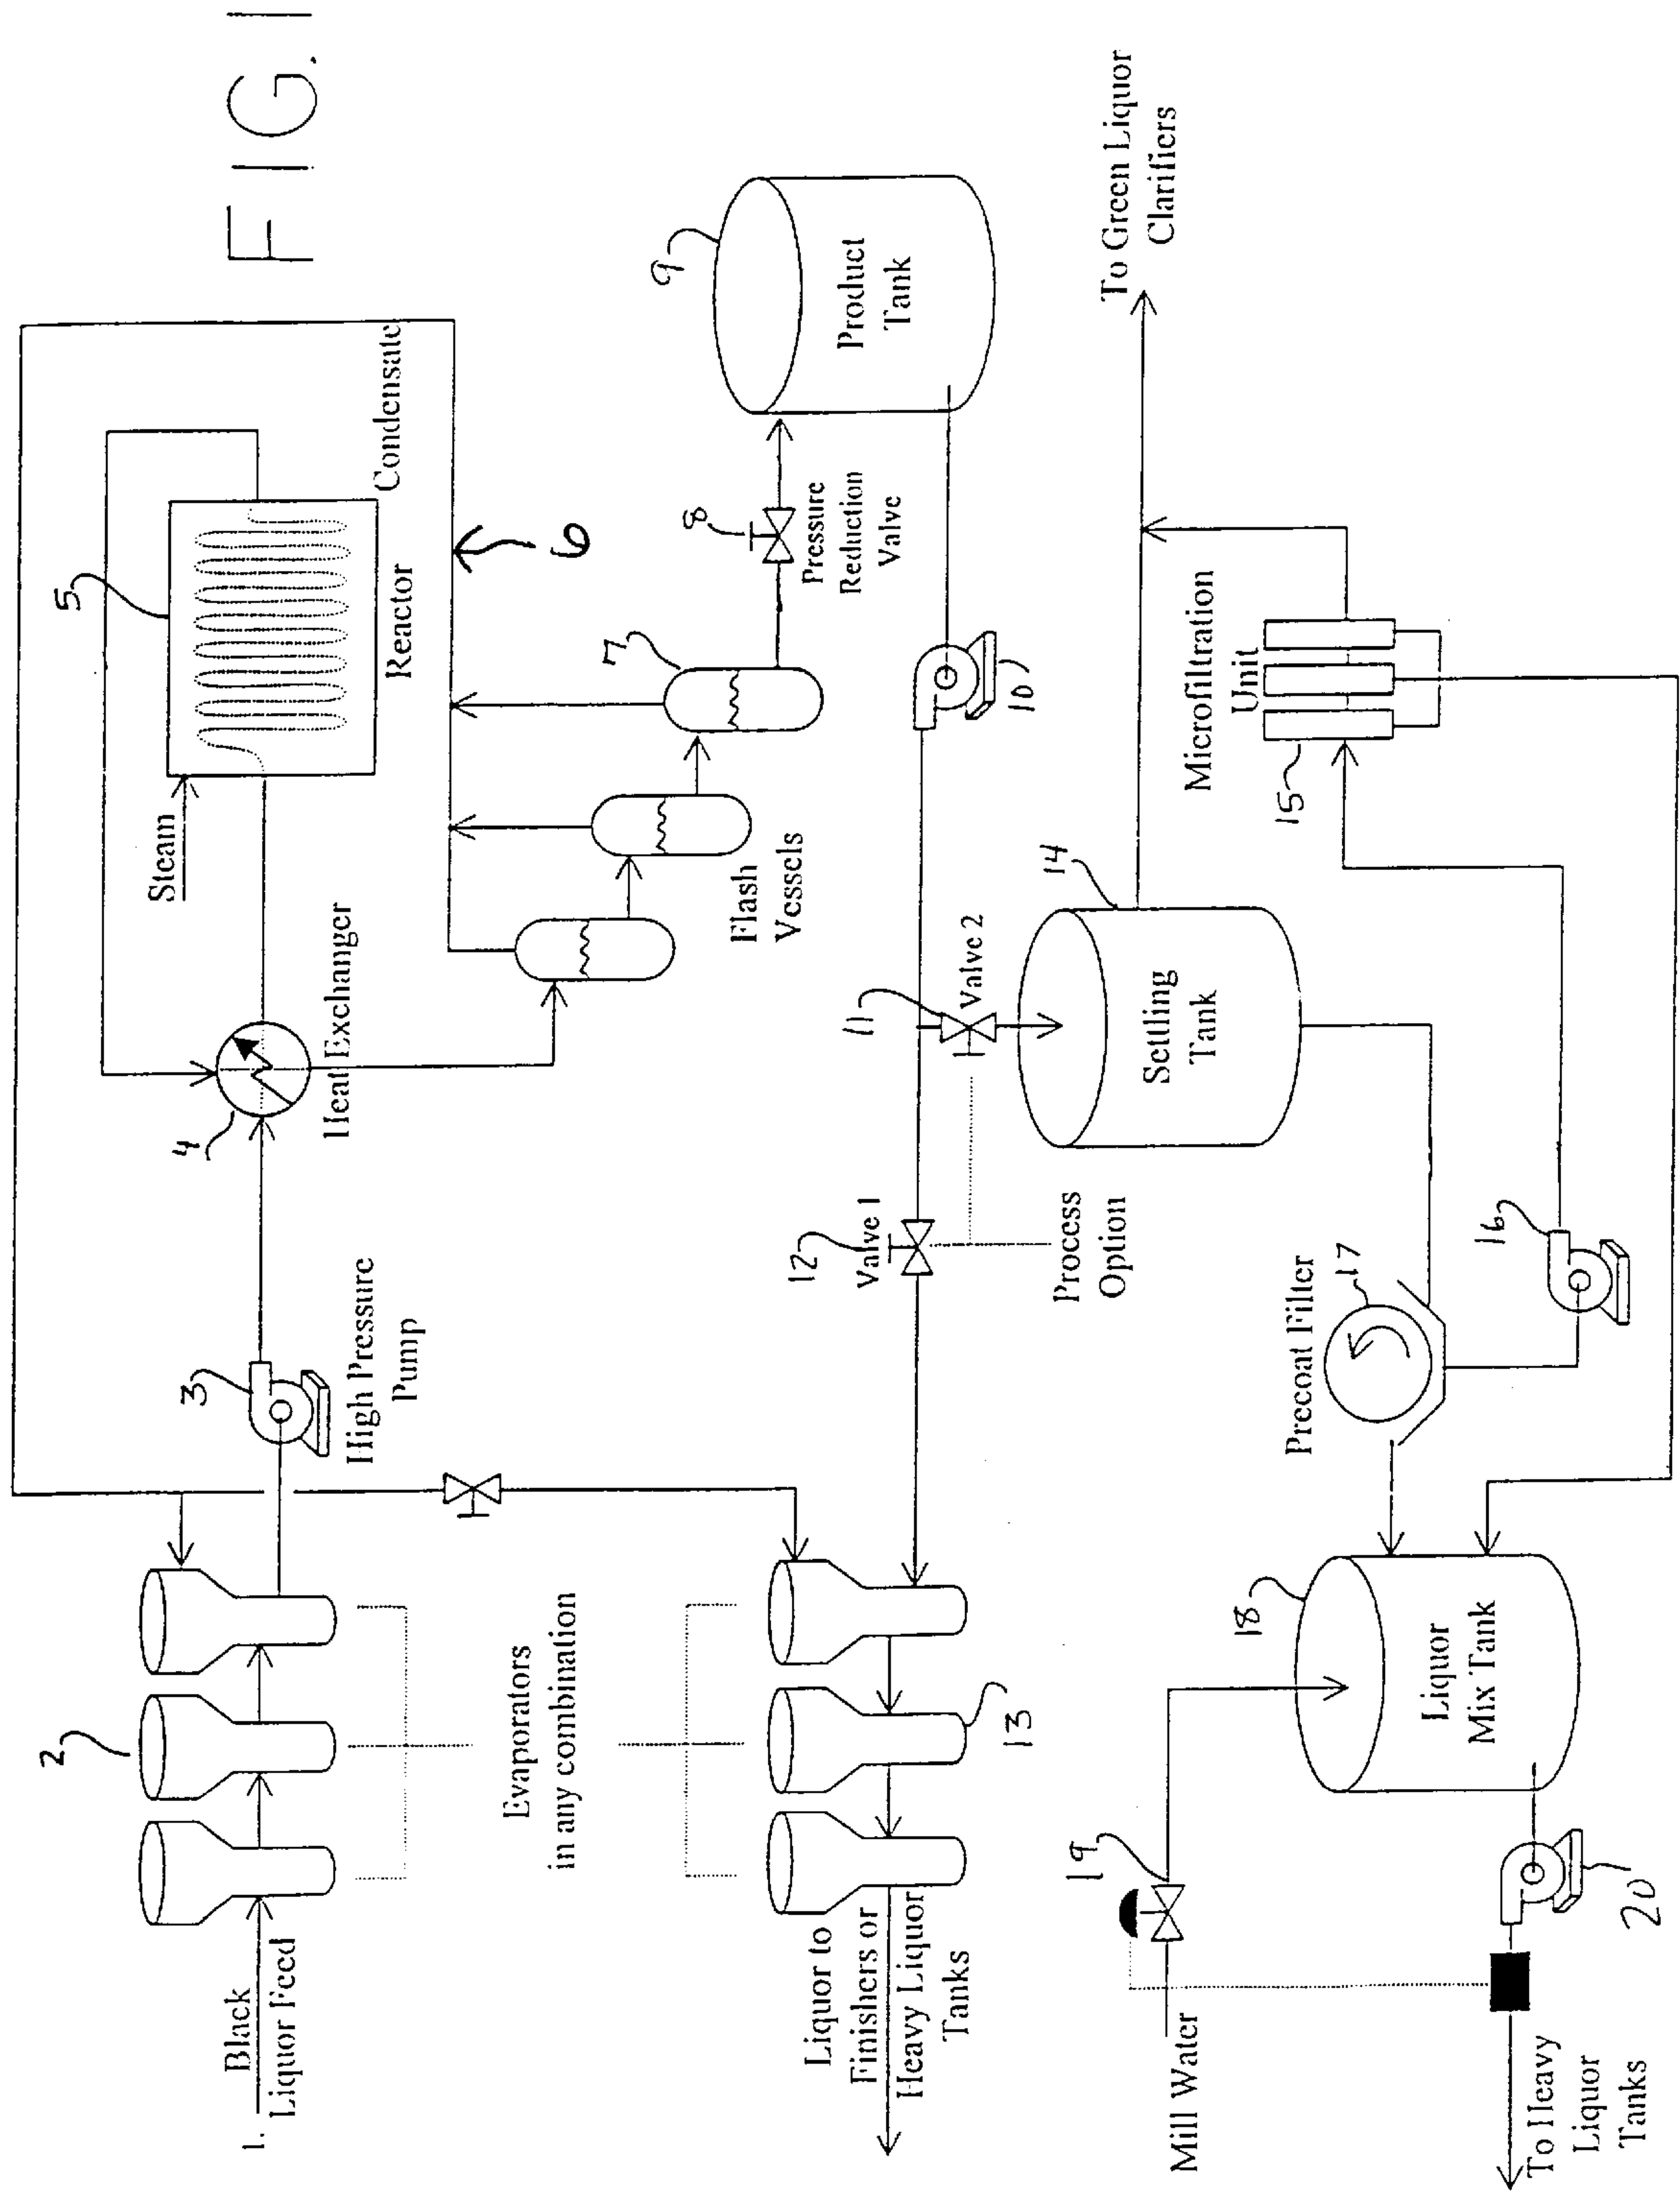 FIG. 1
1.
Black
Liquor Feed
2
3
High Pressure
Pump
4
Heat Exchanger
Steam
5
Reactor
Condensate
6
Flash
Vessels
7
8
Pressure
Reduction
Valve
9
Product
Tank
10
Evaporators
in any combination
Liquor to
Finishers or
Heavy Liquor
Tanks
13
12
Valve 1
Process
Option
11
Valve 2
14
Settling
Tank
To Green Liquor
Clarifiers
Microfiltration
Unit
15
16
Precoat Filter
17
18
Liquor
Mix Tank
19
Mill Water
20
To Heavy
Liquor
Tanks